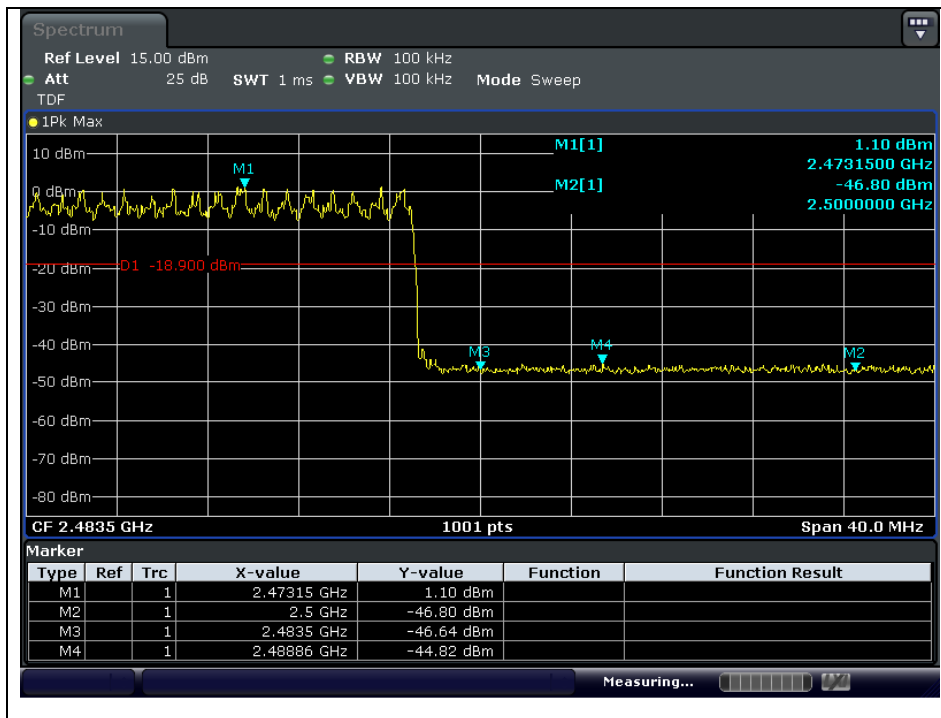 Spectrum
Ref Level 15.00 dBm RBW 100 kHz
Att 25 dB SWT 1 ms VBW 100 kHz Mode Sweep
TDF
1Pk Max
M1[1] 1.10 dBm
2.4731500 GHz
M2[1] -46.80 dBm
2.5000000 GHz
10 dBm
M1
0 dBm
-10 dBm
-20 dBm
D1 -18.900 dBm
-30 dBm
-40 dBm
M3
M4
M2
-50 dBm
-60 dBm
-70 dBm
-80 dBm
CF 2.4835 GHz 1001 pts Span 40.0 MHz
Marker
Type Ref Trc X-value Y-value Function Function Result
M1 1 2.47315 GHz 1.10 dBm
M2 1 2.5 GHz -46.80 dBm
M3 1 2.4835 GHz -46.64 dBm
M4 1 2.48886 GHz -44.82 dBm
Measuring...